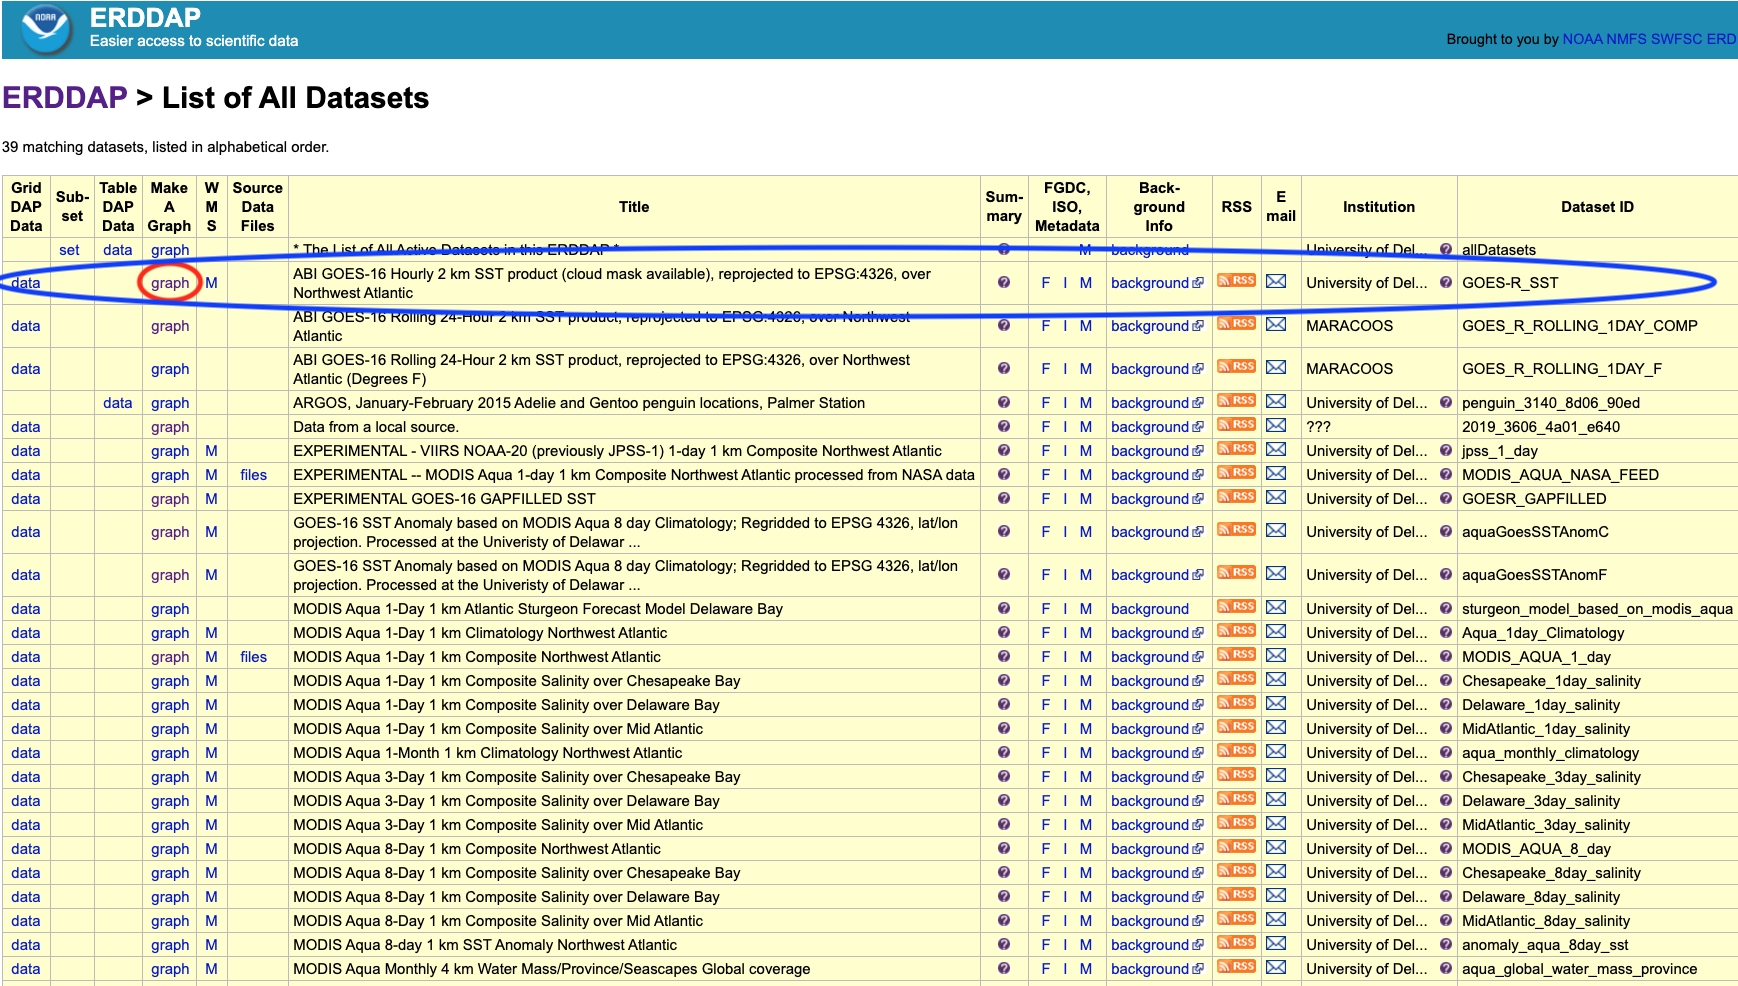 NOAA
ERDDAP
Easier access to scientific data
Brought to you by NOAA NMFS SWFSC ERD
ERDDAP > List of All Datasets
39 matching datasets, listed in alphabetical order.
Grid DAP Data Sub-set Table DAP Data Make A Graph W M S Source Data Files Title Sum-mary FGDC, ISO, Metadata Back-ground Info RSS E mail Institution Dataset ID
set data graph * The List of All Active Datasets in this ERDDAP * M background University of Del... allDatasets
data graph M ABI GOES-16 Hourly 2 km SST product (cloud mask available), reprojected to EPSG:4326, over
Northwest Atlantic F I M background RSS University of Del... GOES-R_SST
data graph ABI GOES-16 Rolling 24-Hour 2 km SST product, reprojected to EPSG:4326, over Northwest
Atlantic F I M background RSS MARACOOS GOES_R_ROLLING_1DAY_COMP
data graph ABI GOES-16 Rolling 24-Hour 2 km SST product, reprojected to EPSG:4326, over Northwest
Atlantic (Degrees F) F I M background RSS MARACOOS GOES_R_ROLLING_1DAY_F
data graph ARGOS, January-February 2015 Adelie and Gentoo penguin locations, Palmer Station F I M background RSS University of Del... penguin_3140_8d06_90ed
data graph Data from a local source. F I M background RSS ??? 2019_3606_4a01_e640
data graph M EXPERIMENTAL - VIIRS NOAA-20 (previously JPSS-1) 1-day 1 km Composite Northwest Atlantic F I M background RSS University of Del... jpss_1_day
data graph M files EXPERIMENTAL -- MODIS Aqua 1-day 1 km Composite Northwest Atlantic processed from NASA data F I M background RSS University of Del... MODIS_AQUA_NASA_FEED
data graph M EXPERIMENTAL GOES-16 GAPFILLED SST F I M background RSS University of Del... GOESR_GAPFILLED
data graph M GOES-16 SST Anomaly based on MODIS Aqua 8 day Climatology; Regridded to EPSG 4326, lat/lon
projection. Processed at the Univeristy of Delawar ... F I M background RSS University of Del... aquaGoesSSTAnomC
data graph M GOES-16 SST Anomaly based on MODIS Aqua 8 day Climatology; Regridded to EPSG 4326, lat/lon
projection. Processed at the Univeristy of Delawar ... F I M background RSS University of Del... aquaGoesSSTAnomF
data graph MODIS Aqua 1-Day 1 km Atlantic Sturgeon Forecast Model Delaware Bay F I M background RSS University of Del... sturgeon_model_based_on_modis_aqua
data graph M MODIS Aqua 1-Day 1 km Climatology Northwest Atlantic F I M background RSS University of Del... Aqua_1day_Climatology
data graph M files MODIS Aqua 1-Day 1 km Composite Northwest Atlantic F I M background RSS University of Del... MODIS_AQUA_1_day
data graph M MODIS Aqua 1-Day 1 km Composite Salinity over Chesapeake Bay F I M background RSS University of Del... Chesapeake_1day_salinity
data graph M MODIS Aqua 1-Day 1 km Composite Salinity over Delaware Bay F I M background RSS University of Del... Delaware_1day_salinity
data graph M MODIS Aqua 1-Day 1 km Composite Salinity over Mid Atlantic F I M background RSS University of Del... MidAtlantic_1day_salinity
data graph M MODIS Aqua 1-Month 1 km Climatology Northwest Atlantic F I M background RSS University of Del... aqua_monthly_climatology
data graph M MODIS Aqua 3-Day 1 km Composite Salinity over Chesapeake Bay F I M background RSS University of Del... Chesapeake_3day_salinity
data graph M MODIS Aqua 3-Day 1 km Composite Salinity over Delaware Bay F I M background RSS University of Del... Delaware_3day_salinity
data graph M MODIS Aqua 3-Day 1 km Composite Salinity over Mid Atlantic F I M background RSS University of Del... MidAtlantic_3day_salinity
data graph M MODIS Aqua 8-Day 1 km Composite Northwest Atlantic F I M background RSS University of Del... MODIS_AQUA_8_day
data graph M MODIS Aqua 8-Day 1 km Composite Salinity over Chesapeake Bay F I M background RSS University of Del... Chesapeake_8day_salinity
data graph M MODIS Aqua 8-Day 1 km Composite Salinity over Delaware Bay F I M background RSS University of Del... Delaware_8day_salinity
data graph M MODIS Aqua 8-Day 1 km Composite Salinity over Mid Atlantic F I M background RSS University of Del... MidAtlantic_8day_salinity
data graph M MODIS Aqua 8-day 1 km SST Anomaly Northwest Atlantic F I M background RSS University of Del... anomaly_aqua_8day_sst
data graph M MODIS Aqua Monthly 4 km Water Mass/Province/Seascapes Global coverage F I M background RSS University of Del... aqua_global_water_mass_province